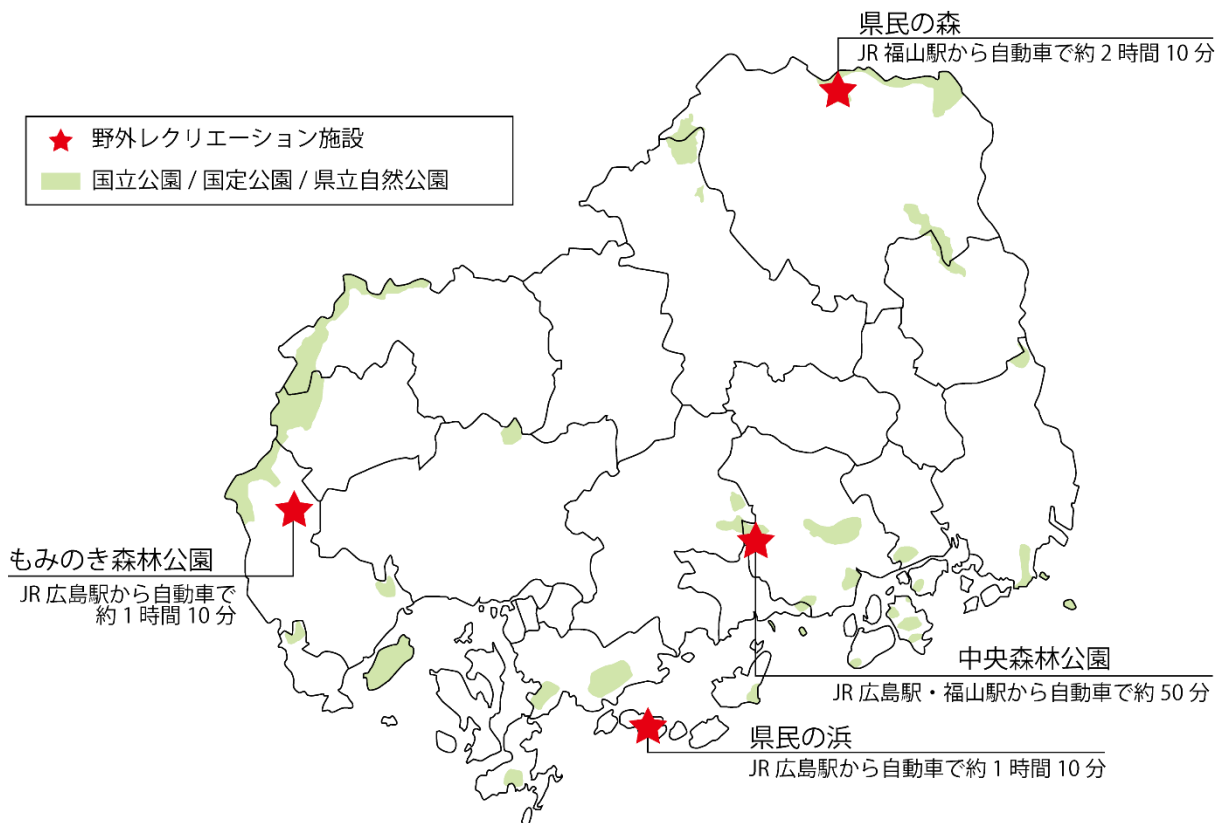 県民の森
JR 福山駅から自動車で約 2 時間 10 分
野外レクリエーション施設
国立公園 / 国定公園 / 県立自然公園
もみのき森林公園
JR 広島駅から自動車で
約 1 時間 10 分
中央森林公園
JR 広島駅・福山駅から自動車で約 50 分
県民の浜
JR 広島駅から自動車で約 1 時間 10 分